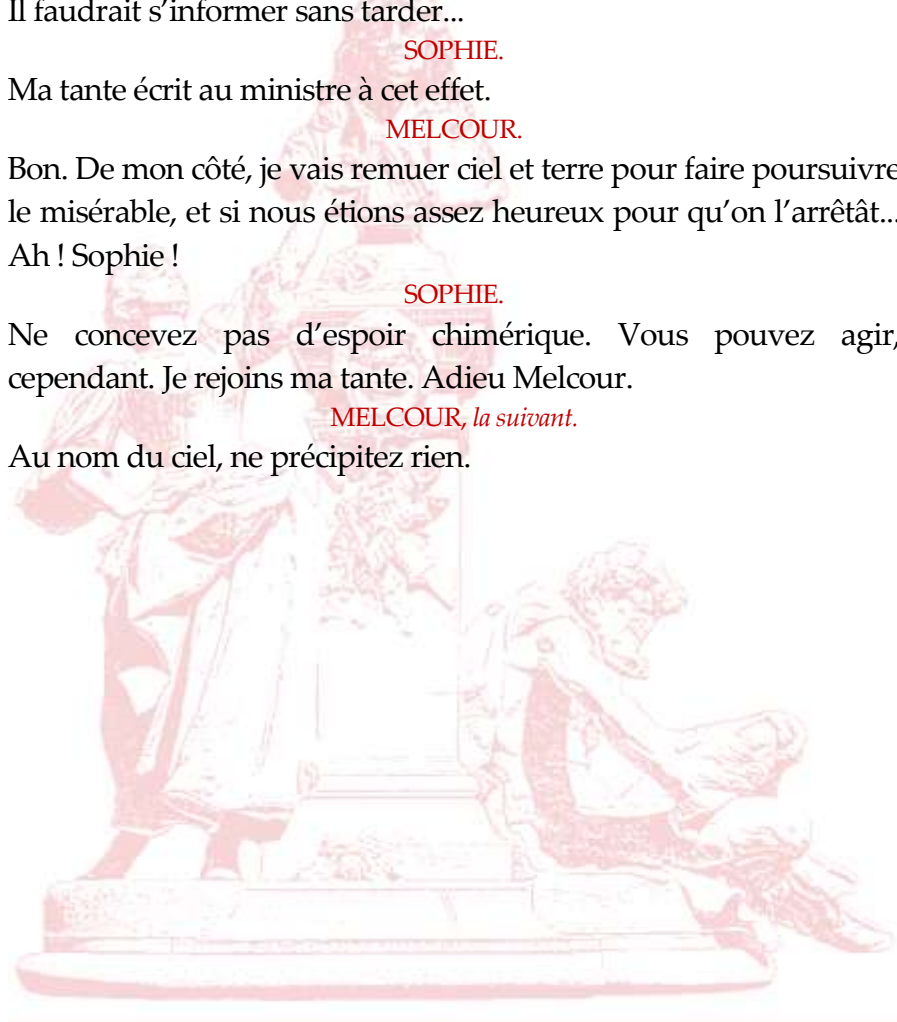 Il faudrait s’informer sans tarder...
SOPHIE.
Ma tante écrit au ministre à cet effet.
MELCOUR.
Bon. De mon côté, je vais remuer ciel et terre pour faire poursuivre
le misérable, et si nous étions assez heureux pour qu’on l’arrêtât...
Ah ! Sophie !
SOPHIE.
Ne concevez pas d’espoir chimérique. Vous pouvez agir,
cependant. Je rejoins ma tante. Adieu Melcour.
MELCOUR, la suivant.
Au nom du ciel, ne précipitez rien.